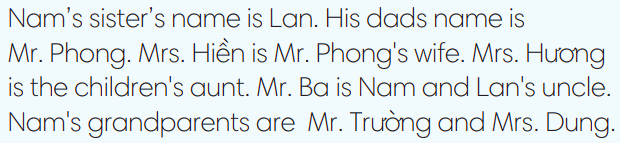 Nam’s sister’s name is Lan. His dads name is
Mr. Phong. Mrs. Hiền is Mr. Phong's wife. Mrs. Hương
is the children's aunt. Mr. Ba is Nam and Lan's uncle.
Nam's grandparents are  Mr. Trường and Mrs. Dung.